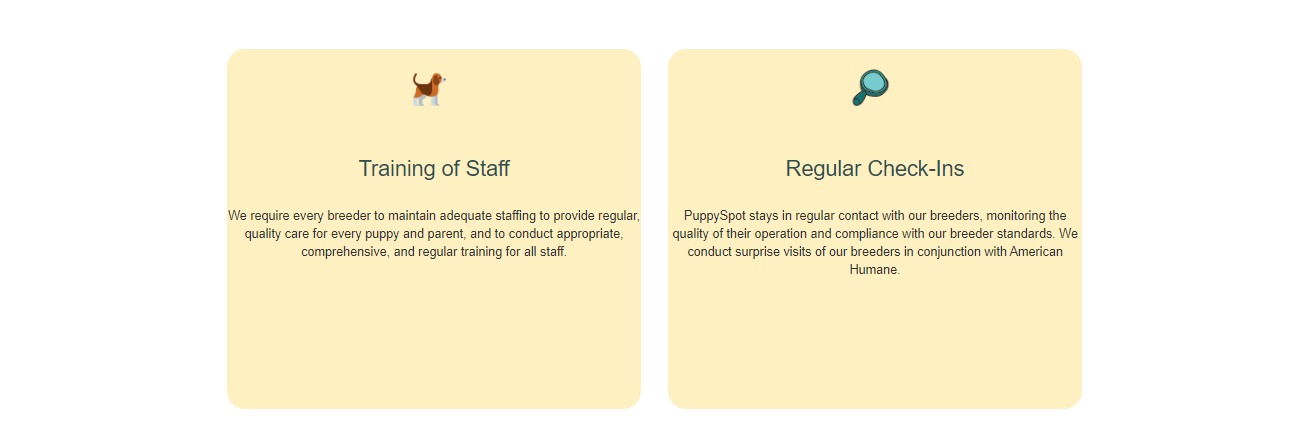 Training of Staff
We require every breeder to maintain adequate staffing to provide regular,
quality care for every puppy and parent, and to conduct appropriate,
comprehensive, and regular training for all staff.
Regular Check-Ins
PuppySpot stays in regular contact with our breeders, monitoring the
quality of their operation and compliance with our breeder standards. We
conduct surprise visits of our breeders in conjunction with American
Humane.